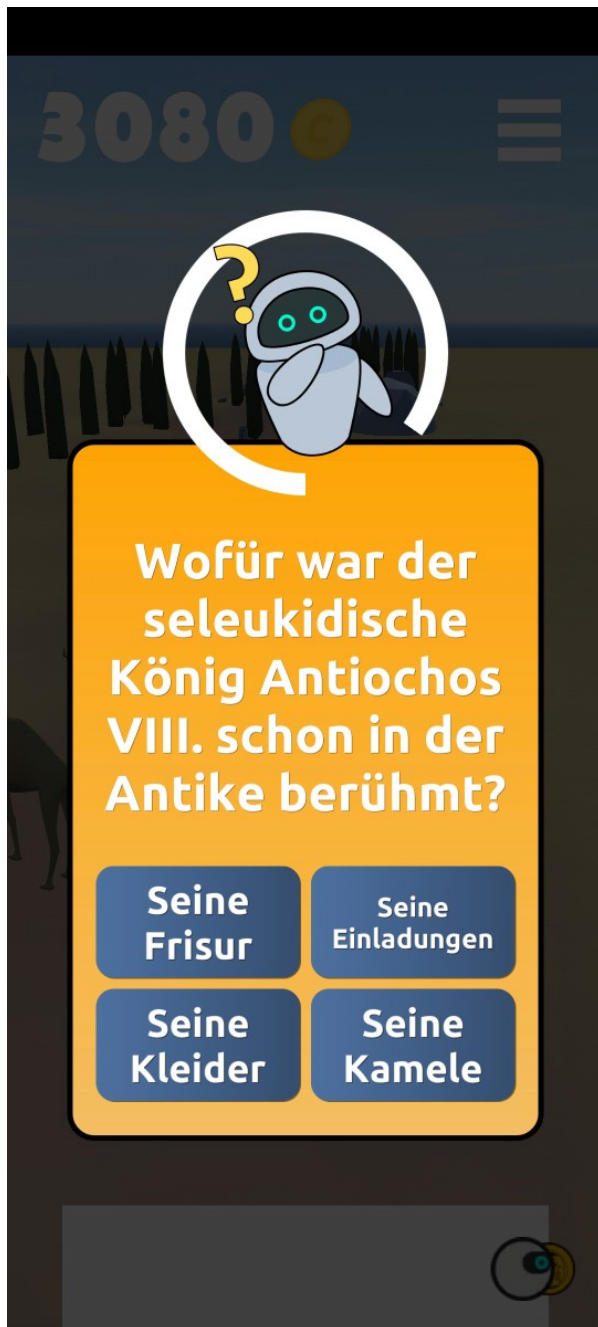 3080 C
?
Wofür war der
seleukidische
König Antiochos
VIII. schon in der
Antike berühmt?
Seine
Frisur
Seine
Einladungen
Seine
Kleider
Seine
Kamele